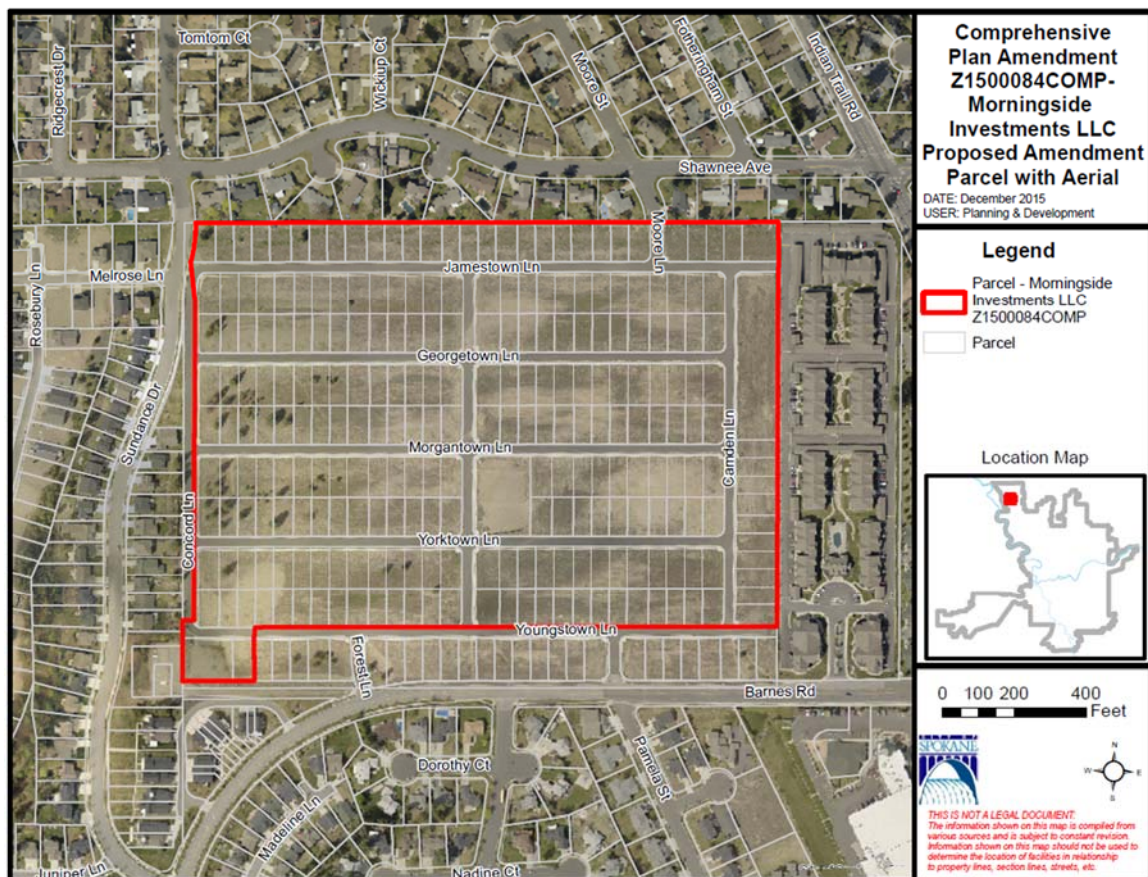 Tomtom Ct
Ridgecrest Dr
Wickiup Ct
Moore St
Fotheringham St
Indian Trail Rd
Shawnee Ave
Moore Ln
Jamestown Ln
Melrose Ln
Rosebury Ln
Georgetown Ln
Sundance Dr
Morgantown Ln
Camden Ln
Concord Ln
Yorktown Ln
Youngstown Ln
Forest Ln
Barnes Rd
Dorothy Ct
Pamela St
Madeline Ln
Juniper Ln
Nadine Ct
Comprehensive
Plan Amendment
Z1500084COMP-
Morningside
Investments LLC
Proposed Amendment
Parcel with Aerial
DATE: December 2015
USER: Planning & Development
Legend
Parcel - Morningside
Investments LLC
Z1500084COMP
Parcel
Location Map
0 100 200 400
Feet
SPOKANE
N
W E
S
THIS IS NOT A LEGAL DOCUMENT:
The information shown on this map is compiled from
various sources and is subject to constant revision.
Information shown on this map should not be used to
determine the location of facilities in relationship
to property lines, section lines, streets, etc.